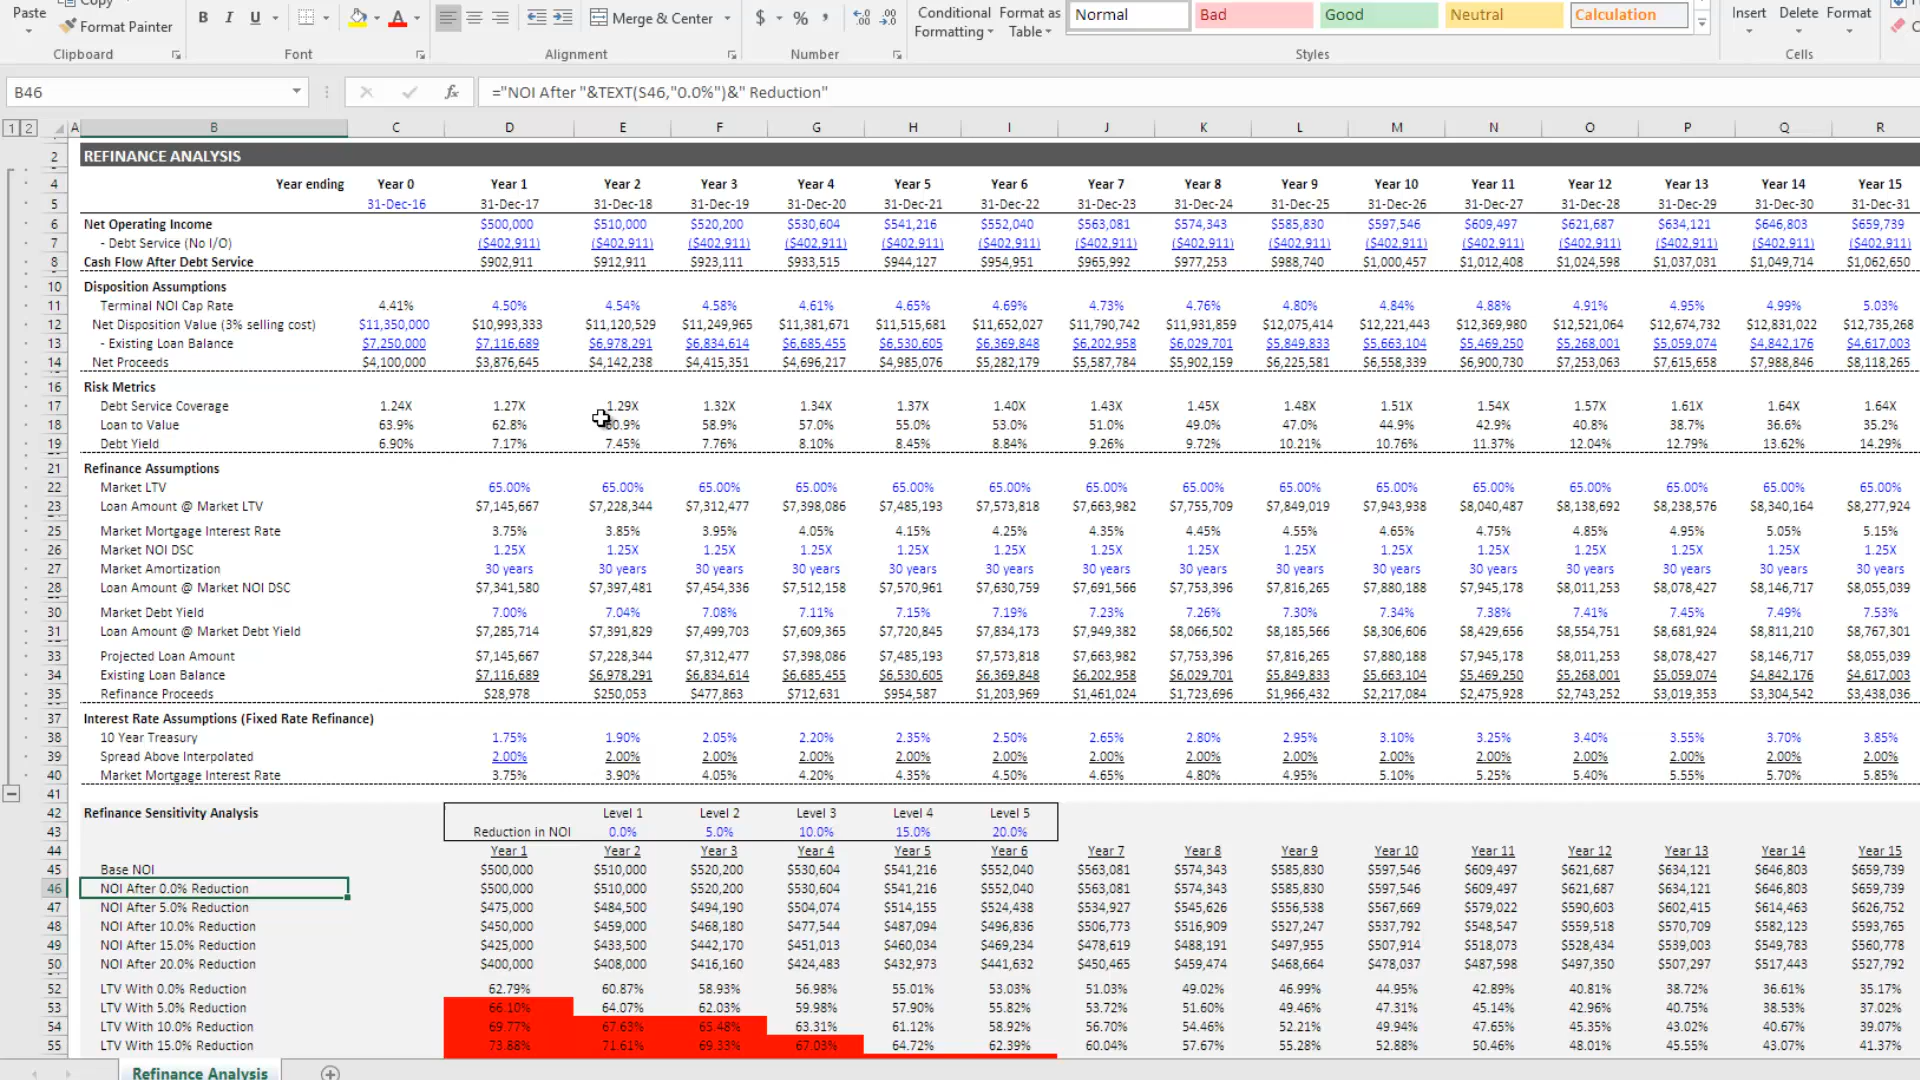 Paste
Copy
Format Painter
B I U
Merge & Center
$ % ,
Conditional Formatting
Format as Table
Normal
Bad
Good
Neutral
Calculation
Insert
Delete
Format
Clipboard
Font
Alignment
Number
Styles
Cells
B46
fx
="NOI After "&TEXT(S46,"0.0%")&" Reduction"
1 2
A B C D E F G H I J K L M N O P Q R
2 REFINANCE ANALYSIS
4 Year ending Year 0 Year 1 Year 2 Year 3 Year 4 Year 5 Year 6 Year 7 Year 8 Year 9 Year 10 Year 11 Year 12 Year 13 Year 14 Year 15
5 31-Dec-16 31-Dec-17 31-Dec-18 31-Dec-19 31-Dec-20 31-Dec-21 31-Dec-22 31-Dec-23 31-Dec-24 31-Dec-25 31-Dec-26 31-Dec-27 31-Dec-28 31-Dec-29 31-Dec-30 31-Dec-31
6 Net Operating Income $500,000 $510,000 $520,200 $530,604 $541,216 $552,040 $563,081 $574,343 $585,830 $597,546 $609,497 $621,687 $634,121 $646,803 $659,739
7 - Debt Service (No I/O) ($402,911) ($402,911) ($402,911) ($402,911) ($402,911) ($402,911) ($402,911) ($402,911) ($402,911) ($402,911) ($402,911) ($402,911) ($402,911) ($402,911) ($402,911)
8 Cash Flow After Debt Service $902,911 $912,911 $923,111 $933,515 $944,127 $954,951 $965,992 $977,253 $988,740 $1,000,457 $1,012,408 $1,024,598 $1,037,031 $1,049,714 $1,062,650
10 Disposition Assumptions
11 Terminal NOI Cap Rate 4.41% 4.50% 4.54% 4.58% 4.61% 4.65% 4.69% 4.73% 4.76% 4.80% 4.84% 4.88% 4.91% 4.95% 4.99% 5.03%
12 Net Disposition Value (3% selling cost) $11,350,000 $10,993,333 $11,120,529 $11,249,965 $11,381,671 $11,515,681 $11,652,027 $11,790,742 $11,931,859 $12,075,414 $12,221,443 $12,369,980 $12,521,064 $12,674,732 $12,831,022 $12,735,268
13 - Existing Loan Balance $7,250,000 $7,116,689 $6,978,291 $6,834,614 $6,685,455 $6,530,605 $6,369,848 $6,202,958 $6,029,701 $5,849,833 $5,663,104 $5,469,250 $5,268,001 $5,059,074 $4,842,176 $4,617,003
14 Net Proceeds $4,100,000 $3,876,645 $4,142,238 $4,415,351 $4,696,217 $4,985,076 $5,282,179 $5,587,784 $5,902,159 $6,225,581 $6,558,339 $6,900,730 $7,253,063 $7,615,658 $7,988,846 $8,118,265
16 Risk Metrics
17 Debt Service Coverage 1.24X 1.27X 1.29X 1.32X 1.34X 1.37X 1.40X 1.43X 1.45X 1.48X 1.51X 1.54X 1.57X 1.61X 1.64X 1.64X
18 Loan to Value 63.9% 62.8% 58.9% 57.0% 55.0% 53.0% 51.0% 49.0% 47.0% 44.9% 42.9% 40.8% 38.7% 36.6% 35.2%
19 Debt Yield 6.90% 7.17% 7.45% 7.76% 8.10% 8.45% 8.84% 9.26% 9.72% 10.21% 10.76% 11.37% 12.04% 12.79% 13.62% 14.29%
21 Refinance Assumptions
22 Market LTV 65.00% 65.00% 65.00% 65.00% 65.00% 65.00% 65.00% 65.00% 65.00% 65.00% 65.00% 65.00% 65.00% 65.00% 65.00%
23 Loan Amount @ Market LTV $7,145,667 $7,228,344 $7,312,477 $7,398,086 $7,485,193 $7,573,818 $7,663,982 $7,755,709 $7,849,019 $7,943,938 $8,040,487 $8,138,692 $8,238,576 $8,340,164 $8,277,924
25 Market Mortgage Interest Rate 3.75% 3.85% 3.95% 4.05% 4.15% 4.25% 4.35% 4.45% 4.55% 4.65% 4.75% 4.85% 4.95% 5.05% 5.15%
26 Market NOI DSC 1.25X 1.25X 1.25X 1.25X 1.25X 1.25X 1.25X 1.25X 1.25X 1.25X 1.25X 1.25X 1.25X 1.25X 1.25X
27 Market Amortization 30 years 30 years 30 years 30 years 30 years 30 years 30 years 30 years 30 years 30 years 30 years 30 years 30 years 30 years 30 years
28 Loan Amount @ Market NOI DSC $7,341,580 $7,397,481 $7,454,336 $7,512,158 $7,570,961 $7,630,759 $7,691,566 $7,753,396 $7,816,265 $7,880,188 $7,945,178 $8,011,253 $8,078,427 $8,146,717 $8,055,039
30 Market Debt Yield 7.00% 7.04% 7.08% 7.11% 7.15% 7.19% 7.23% 7.26% 7.30% 7.34% 7.38% 7.41% 7.45% 7.49% 7.53%
31 Loan Amount @ Market Debt Yield $7,285,714 $7,391,829 $7,499,703 $7,609,365 $7,720,845 $7,834,173 $7,949,382 $8,066,502 $8,185,566 $8,306,606 $8,429,656 $8,554,751 $8,681,924 $8,811,210 $8,767,301
33 Projected Loan Amount $7,145,667 $7,228,344 $7,312,477 $7,398,086 $7,485,193 $7,573,818 $7,663,982 $7,753,396 $7,816,265 $7,880,188 $7,945,178 $8,011,253 $8,078,427 $8,146,717 $8,055,039
34 Existing Loan Balance $7,116,689 $6,978,291 $6,834,614 $6,685,455 $6,530,605 $6,369,848 $6,202,958 $6,029,701 $5,849,833 $5,663,104 $5,469,250 $5,268,001 $5,059,074 $4,842,176 $4,617,003
35 Refinance Proceeds $28,978 $250,053 $477,863 $712,631 $954,587 $1,203,969 $1,461,024 $1,723,696 $1,966,432 $2,217,084 $2,475,928 $2,743,252 $3,019,353 $3,304,542 $3,438,036
37 Interest Rate Assumptions (Fixed Rate Refinance)
38 10 Year Treasury 1.75% 1.90% 2.05% 2.20% 2.35% 2.50% 2.65% 2.80% 2.95% 3.10% 3.25% 3.40% 3.55% 3.70% 3.85%
39 Spread Above Interpolated 2.00% 2.00% 2.00% 2.00% 2.00% 2.00% 2.00% 2.00% 2.00% 2.00% 2.00% 2.00% 2.00% 2.00% 2.00%
40 Market Mortgage Interest Rate 3.75% 3.90% 4.05% 4.20% 4.35% 4.50% 4.65% 4.80% 4.95% 5.10% 5.25% 5.40% 5.55% 5.70% 5.85%
41
42 Refinance Sensitivity Analysis Level 1 Level 2 Level 3 Level 4 Level 5
43 Reduction in NOI 0.0% 5.0% 10.0% 15.0% 20.0%
44 Year 1 Year 2 Year 3 Year 4 Year 5 Year 6 Year 7 Year 8 Year 9 Year 10 Year 11 Year 12 Year 13 Year 14 Year 15
45 Base NOI $500,000 $510,000 $520,200 $530,604 $541,216 $552,040 $563,081 $574,343 $585,830 $597,546 $609,497 $621,687 $634,121 $646,803 $659,739
46 NOI After 0.0% Reduction $500,000 $510,000 $520,200 $530,604 $541,216 $552,040 $563,081 $574,343 $585,830 $597,546 $609,497 $621,687 $634,121 $646,803 $659,739
47 NOI After 5.0% Reduction $475,000 $484,500 $494,190 $504,074 $514,155 $524,438 $534,927 $545,626 $556,538 $567,669 $579,022 $590,603 $602,415 $614,463 $626,752
48 NOI After 10.0% Reduction $450,000 $459,000 $468,180 $477,544 $487,094 $496,836 $506,773 $516,909 $527,247 $537,792 $548,547 $559,518 $570,709 $582,123 $593,765
49 NOI After 15.0% Reduction $425,000 $433,500 $442,170 $451,013 $460,034 $469,234 $478,619 $488,191 $497,955 $507,914 $518,073 $528,434 $539,003 $549,783 $560,778
50 NOI After 20.0% Reduction $400,000 $408,000 $416,160 $424,483 $432,973 $441,632 $450,465 $459,474 $468,664 $478,037 $487,598 $497,350 $507,297 $517,443 $527,792
52 LTV With 0.0% Reduction 62.79% 60.87% 58.93% 56.98% 55.01% 53.03% 51.03% 49.02% 46.99% 44.95% 42.89% 40.81% 38.72% 36.61% 35.17%
53 LTV With 5.0% Reduction 66.10% 64.07% 62.03% 59.98% 57.90% 55.82% 53.72% 51.60% 49.46% 47.31% 45.14% 42.96% 40.75% 38.53% 37.02%
54 LTV With 10.0% Reduction 69.77% 67.63% 65.48% 63.31% 61.12% 58.92% 56.70% 54.46% 52.21% 49.94% 47.65% 45.35% 43.02% 40.67% 39.07%
55 LTV With 15.0% Reduction 73.88% 71.61% 69.33% 67.03% 64.72% 62.39% 60.04% 57.67% 55.28% 52.88% 50.46% 48.01% 45.55% 43.07% 41.37%
Refinance Analysis